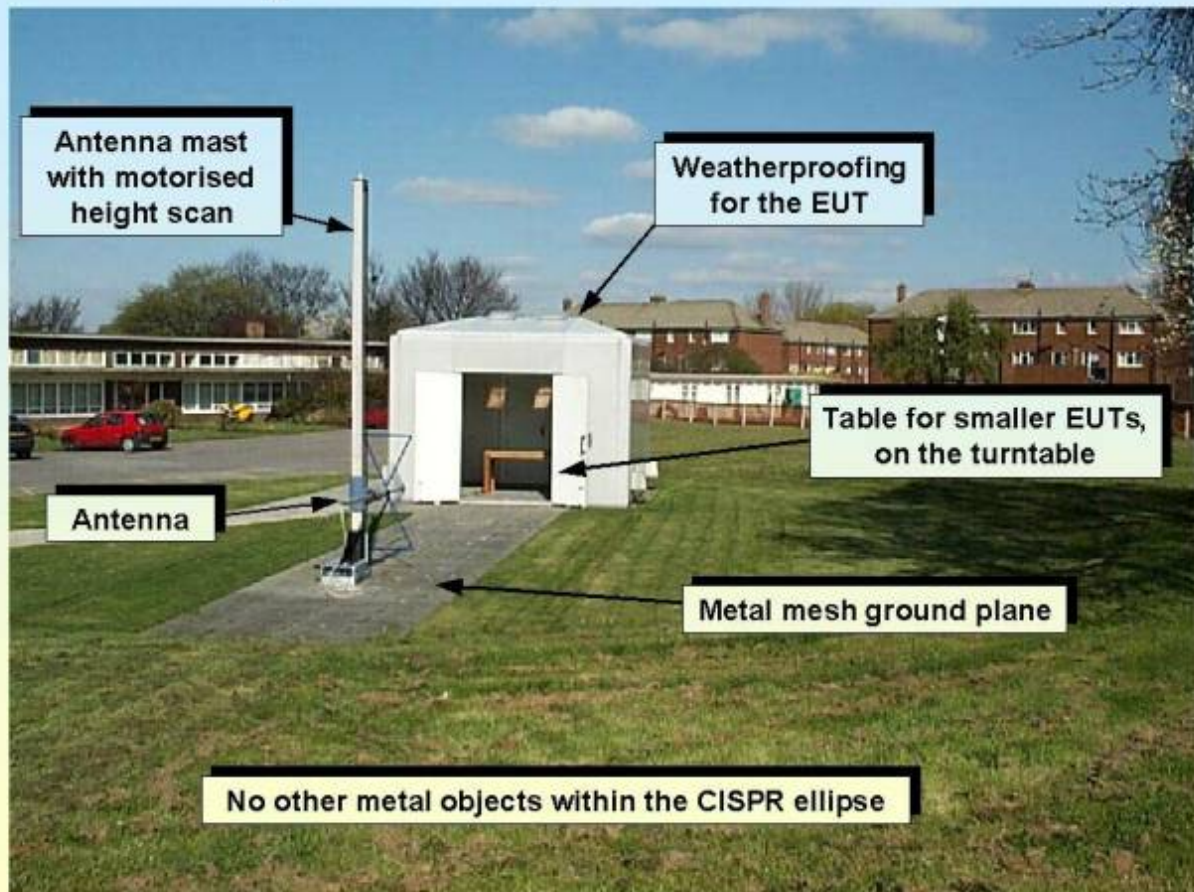 Antenna mast
with motorised
height scan
Weatherproofing
for the EUT
Table for smaller EUTs,
on the turntable
Antenna
Metal mesh ground plane
No other metal objects within the CISPR ellipse